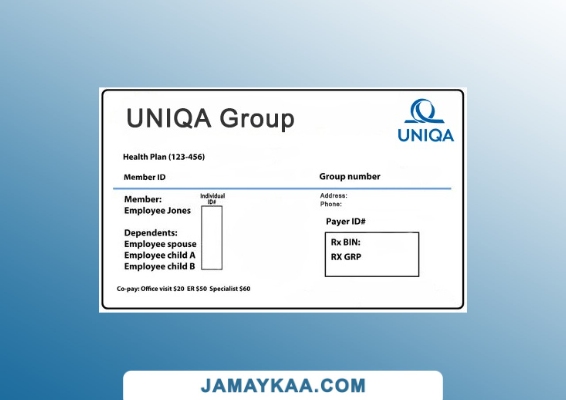 UNIQA Group
UNIQA
Health Plan (123-456)
Member ID
Group number
Member:
Employee Jones
Individual
ID#
Address:
Phone:
Payer ID#
Dependents:
Employee spouse
Employee child A
Employee child B
Rx BIN:
RX GRP
Co-pay: Office visit $20 ER $50 Specialist $60
JAMAYKAA.COM